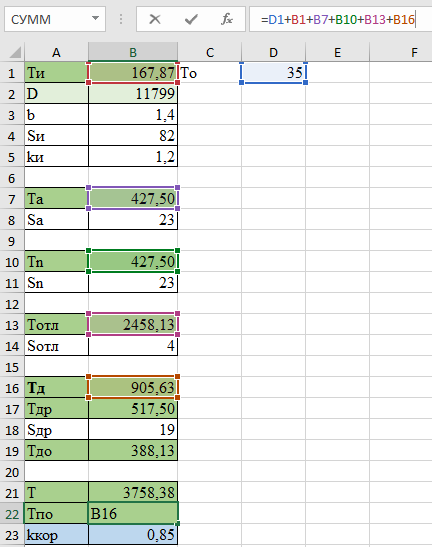 СУММ =D1+B1+B7+B10+B13+B16
A B C D E F
1 Ти 167,87 То 35
2 D 11799
3 b 1,4
4 Sи 82
5 kи 1,2
6
7 Та 427,50
8 Sa 23
9
10 Тп 427,50
11 Sn 23
12
13 Тотл 2458,13
14 Sотл 4
15
16 Тд 905,63
17 Тдр 517,50
18 Sдр 19
19 Тдо 388,13
20
21 Т 3758,38
22 Тпо B16
23 kкор 0,85